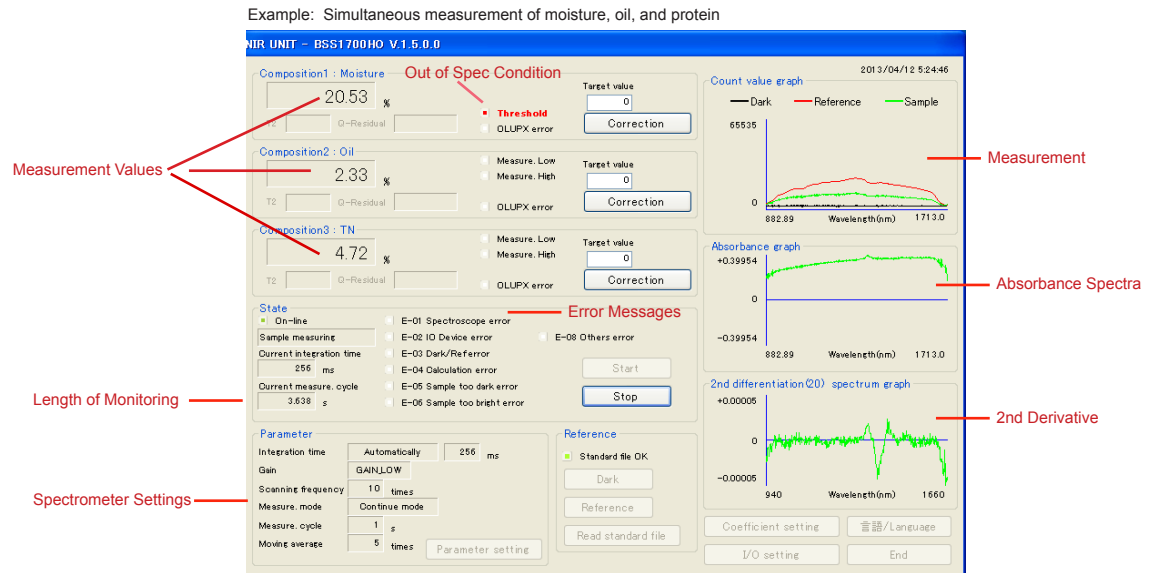 Example: Simultaneous measurement of moisture, oil, and protein
NIR UNIT - BSS1700HO V.1.5.0.0
2013/04/12 5:24:46
Composition1 : Moisture
Out of Spec Condition
20.53 %
T2 Q-Residual
Threshold
OLUPX error
Target value
0
Correction
Measurement Values
Composition2 : Oil
2.33 %
T2 Q-Residual
Measure. Low
Measure. High
OLUPX error
Target value
0
Correction
Composition3 : TN
4.72 %
T2 Q-Residual
Measure. Low
Measure. High
OLUPX error
Target value
0
Correction
State
Error Messages
On-line
Sample measuring
Current integration time
256 ms
Current measure. cycle
3.638 s
Length of Monitoring
E-01 Spectroscope error
E-02 IO Device error
E-03 Dark/Referror
E-04 Calculation error
E-05 Sample too dark error
E-06 Sample too bright error
E-08 Others error
Start
Stop
Parameter
Integration time Automatically 256 ms
Gain GAIN_LOW
Scanning frequency 10 times
Measure. mode Continue mode
Measure. cycle 1 s
Moving average 5 times
Parameter setting
Spectrometer Settings
Reference
Standard file OK
Dark
Reference
Read standard file
Count value graph
Dark Reference Sample
65535
0
882.89 Wavelength(nm) 1713.0
Measurement
Absorbance graph
+0.39954
0
-0.39954
882.89 Wavelength(nm) 1713.0
Absorbance Spectra
2nd differentiation(20) spectrum graph
+0.00005
0
-0.00005
940 Wavelength(nm) 1660
2nd Derivative
Coefficient setting
言語/Language
I/O setting
End